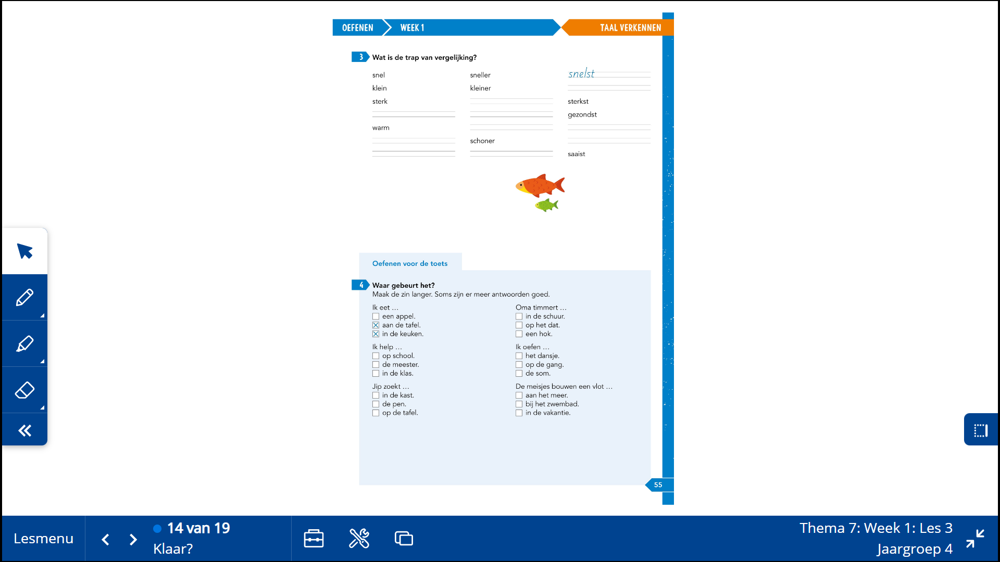 OEFENEN WEEK 1 TAAL VERKENNEN
3 Wat is de trap van vergelijking?
snel sneller snelst
klein kleiner
sterk sterkst
gezondst
warm
schoner
saaist
Oefenen voor de toets
4 Waar gebeurt het?
Maak de zin langer. Soms zijn er meer antwoorden goed.
Ik eet ...
een appel.
aan de tafel.
in de keuken.
Ik help ...
op school.
de meester.
in de klas.
Jip zoekt ...
in de kast.
de pen.
op de tafel.
Oma timmert ...
in de schuur.
op het dat.
een hok.
Ik oefen ...
het dansje.
op de gang.
de som.
De meisjes bouwen een vlot ...
aan het meer.
bij het zwembad.
in de vakantie.
55
Lesmenu
14 van 19
Klaar?
Thema 7: Week 1: Les 3
Jaargroep 4